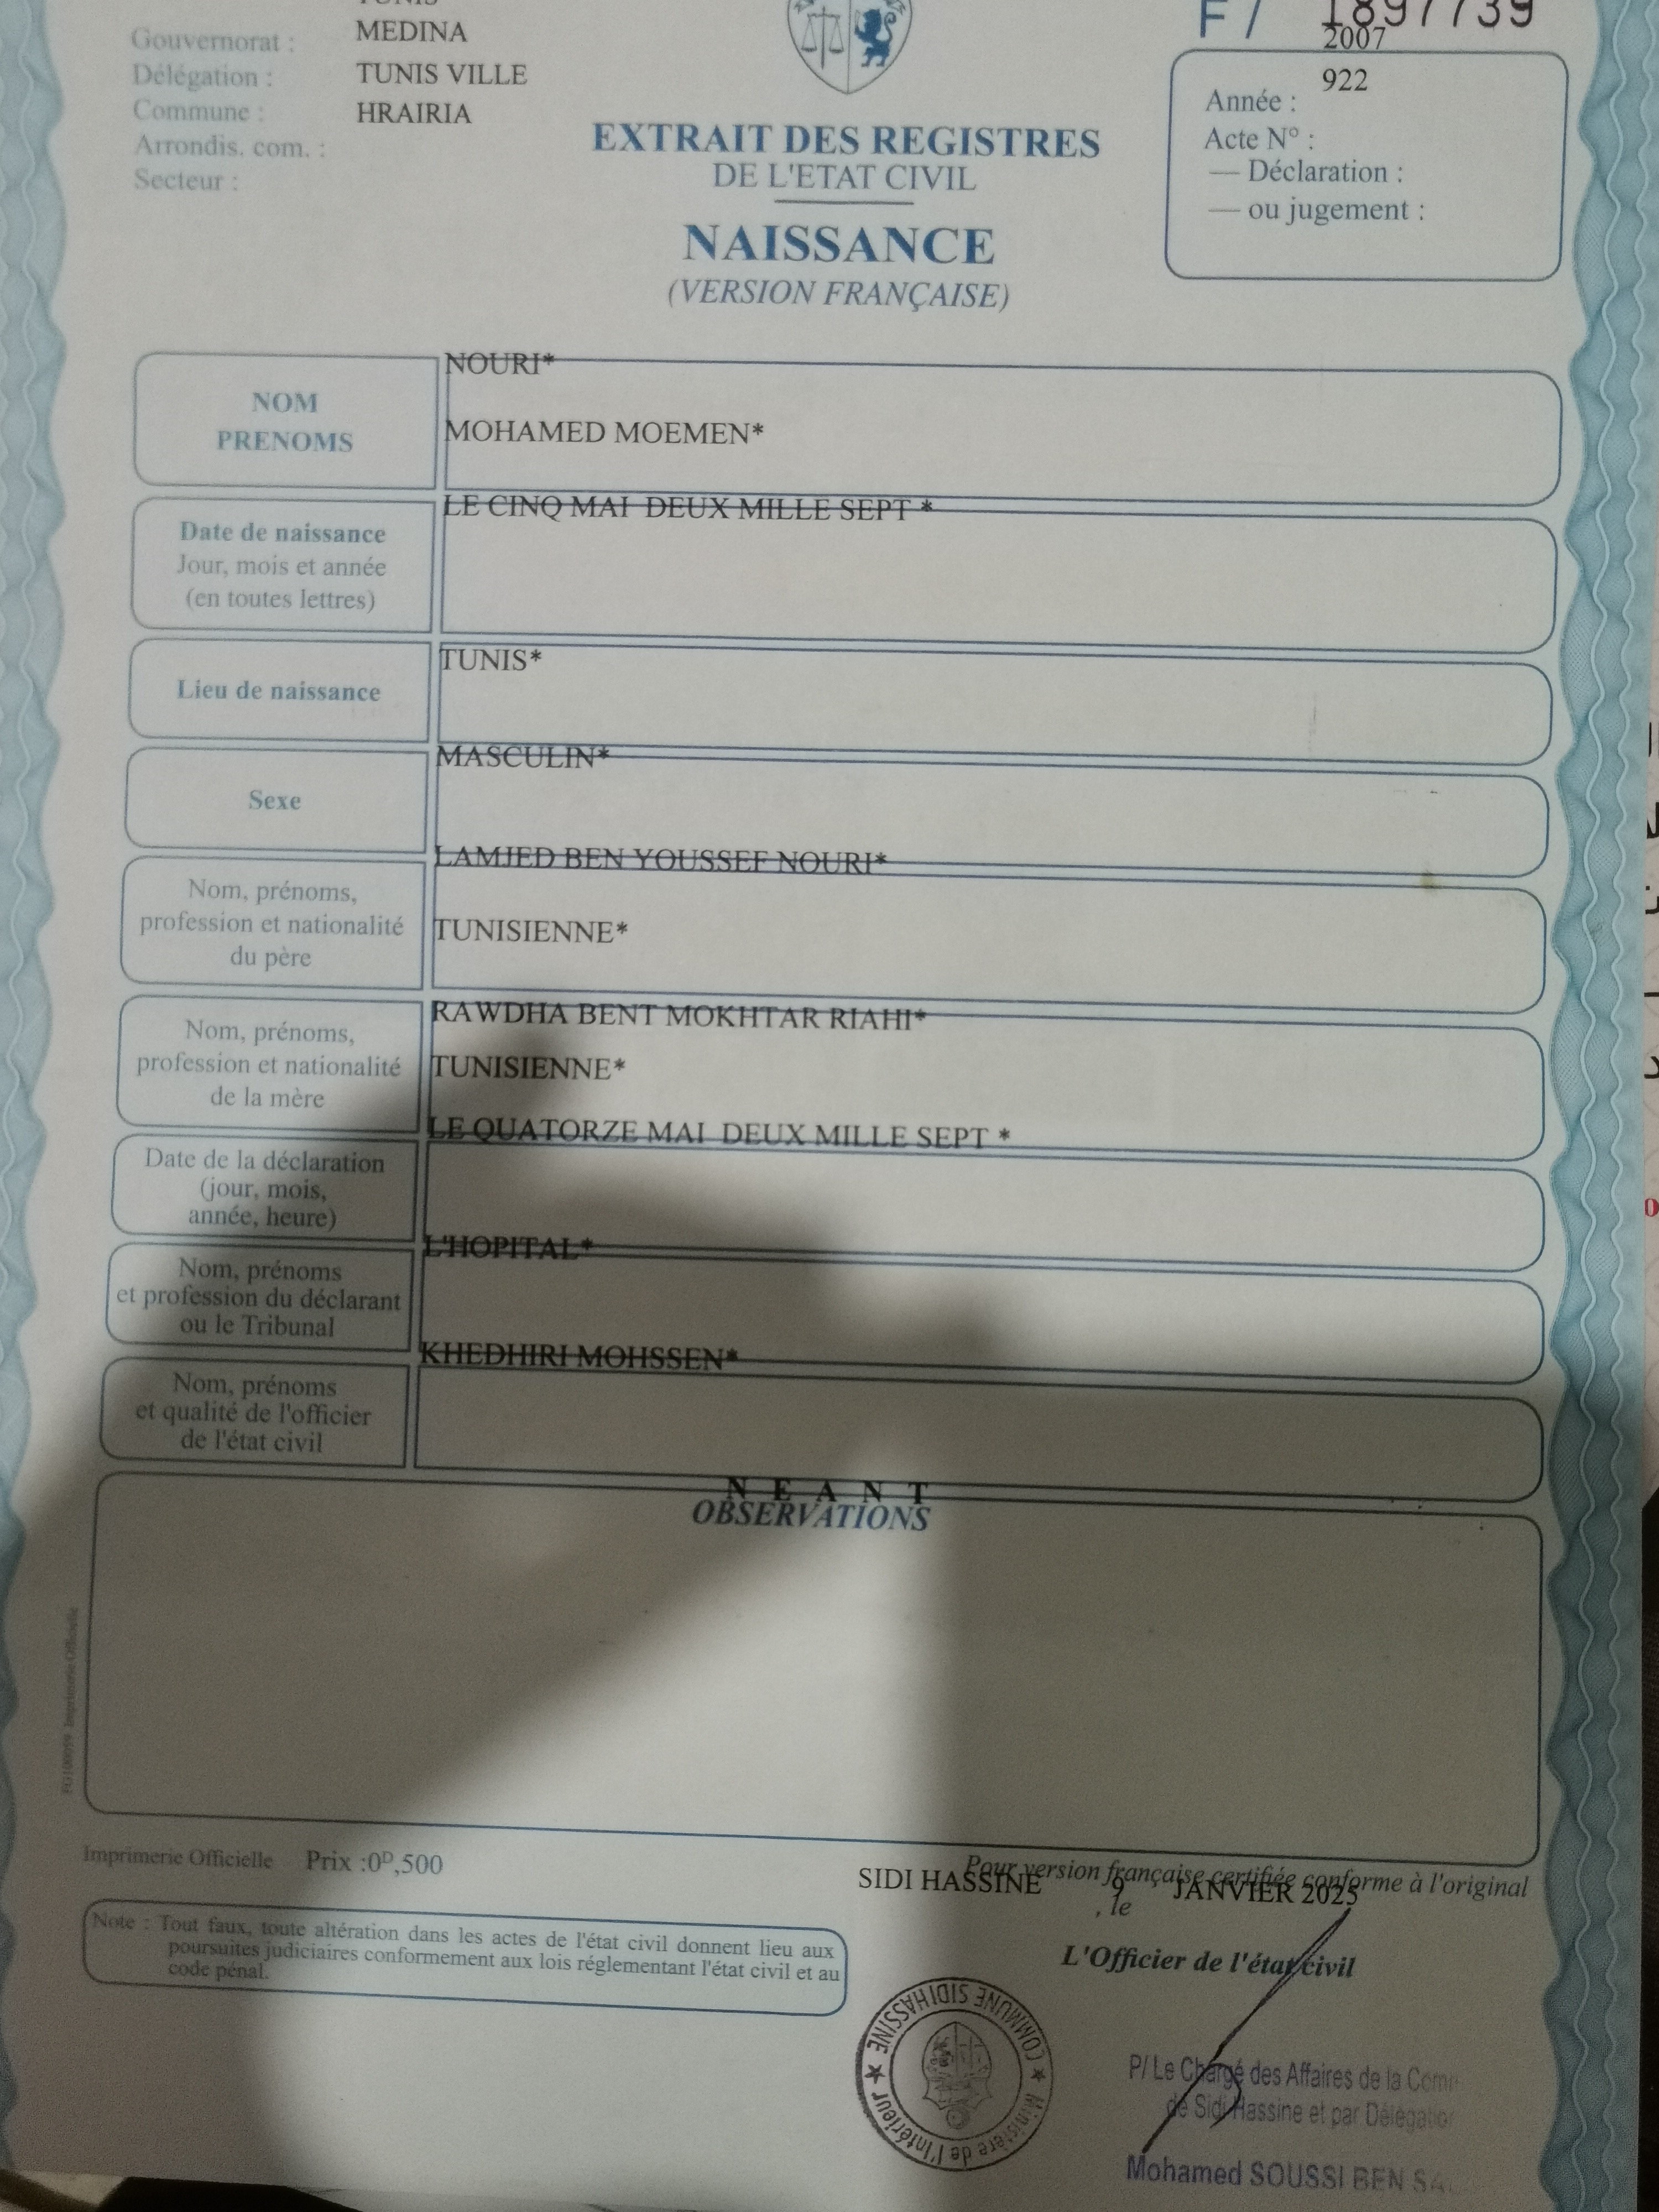 TUNIS
Gouvernorat : MEDINA
Délégation : TUNIS VILLE
Commune : HRAIRIA
Arrondis. com. :
Secteur :
F / 1897739
2007
922
Année :
Acte N° :
— Déclaration :
— ou jugement :
EXTRAIT DES REGISTRES
DE L'ETAT CIVIL
NAISSANCE
(VERSION FRANÇAISE)
NOM
PRENOMS
NOURI*
MOHAMED MOEMEN*
Date de naissance
Jour, mois et année
(en toutes lettres)
LE CINQ MAI DEUX MILLE SEPT *
Lieu de naissance
TUNIS*
Sexe
MASCULIN*
Nom, prénoms,
profession et nationalité
du père
LAMJED BEN YOUSSEF NOURI*
TUNISIENNE*
Nom, prénoms,
profession et nationalité
de la mère
RAWDHA BENT MOKHTAR RIAHI*
TUNISIENNE*
Date de la déclaration
(jour, mois,
année, heure)
LE QUATORZE MAI DEUX MILLE SEPT *
Nom, prénoms
et profession du déclarant
ou le Tribunal
L'HOPITAL*
Nom, prénoms
et qualité de l'officier
de l'état civil
KHEDHIRI MOHSSEN*
N E A N T
OBSERVATIONS
Imprimerie Officielle
Imprimerie Officielle Prix :0ᴰ,500
Pour version française certifiée conforme à l'original
SIDI HASSINE 9 JANVIER 2025
, le
Note : Tout faux, toute altération dans les actes de l'état civil donnent lieu aux
poursuites judiciaires conformement aux lois réglementant l'état civil et au
code pénal.
L'Officier de l'état civil
★ Ministère de l'Intérieur ★ COMMUNE SIDI HASSINE
P/ Le Chargé des Affaires de la
de Sidi Hassine et par
Mohamed SOUSSI BEN